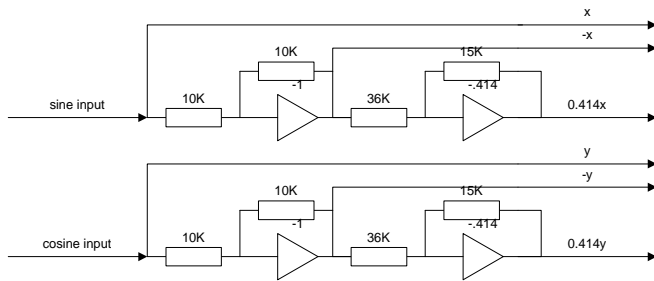 x
-x
10K
15K
-1
-.414
sine input
10K
36K
0.414x
y
-y
10K
15K
-1
-.414
cosine input
10K
36K
0.414y